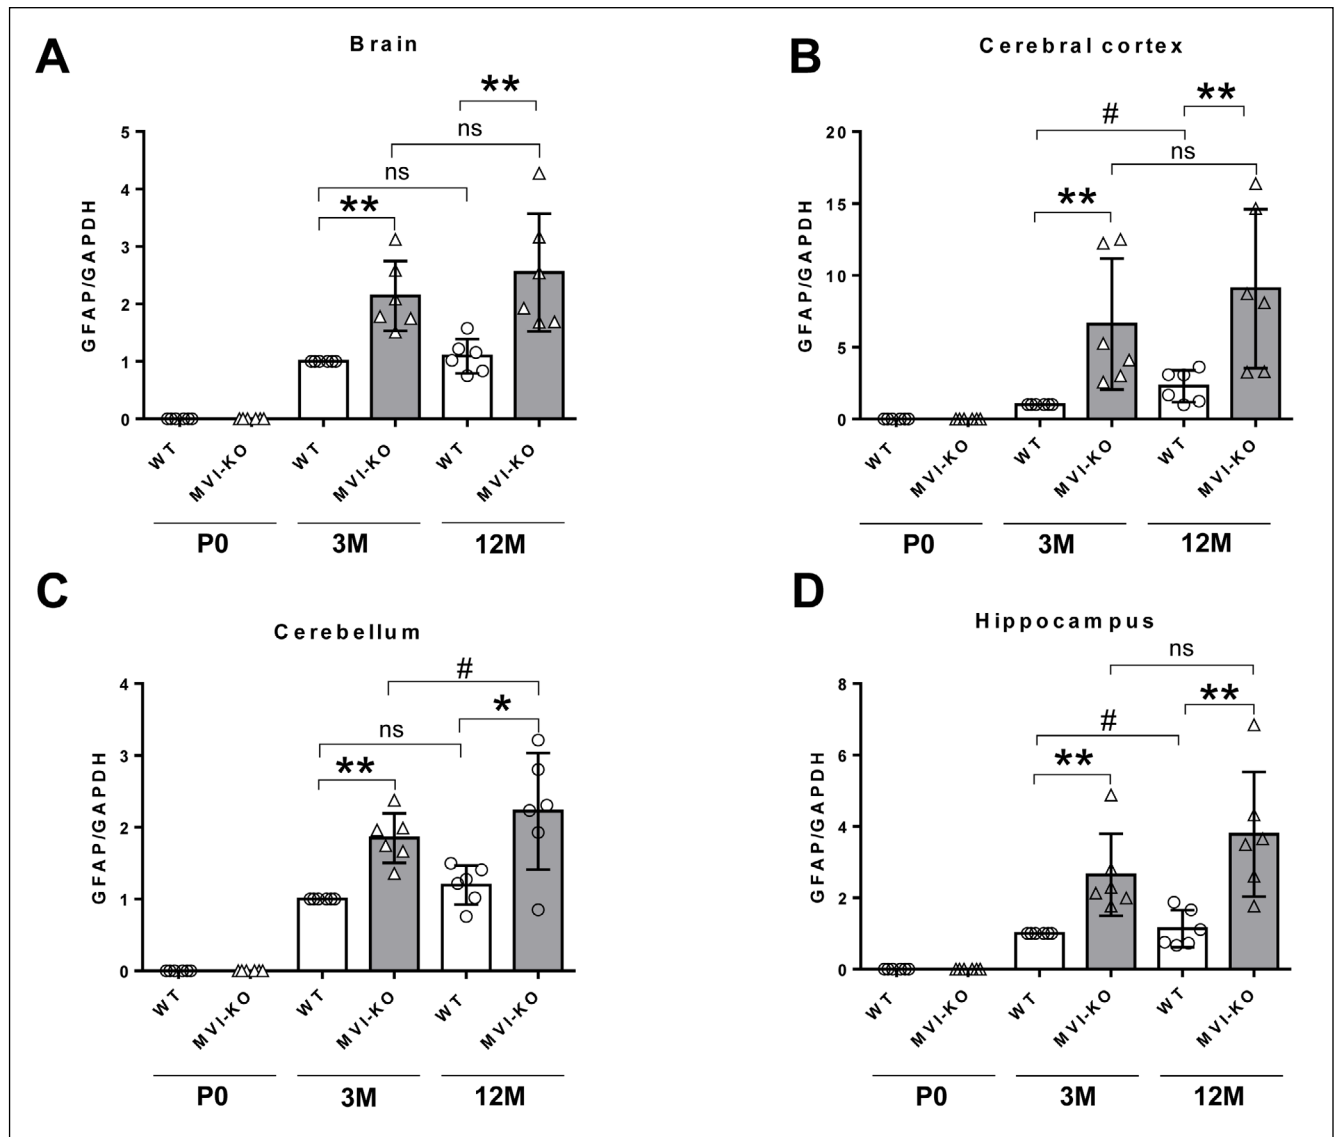 A
Brain
**
ns
ns
**
5
4
3
2
1
0
GFAP/GAPDH
WT
MVI-KO
WT
MVI-KO
WT
MVI-KO
P0
3M
12M
B
Cerebral cortex
**
#
ns
**
20
15
10
5
0
GFAP/GAPDH
WT
MVI-KO
WT
MVI-KO
WT
MVI-KO
P0
3M
12M
C
Cerebellum
#
*
ns
**
4
3
2
1
0
GFAP/GAPDH
WT
MVI-KO
WT
MVI-KO
WT
MVI-KO
P0
3M
12M
D
Hippocampus
ns
**
#
**
8
6
4
2
0
GFAP/GAPDH
WT
MVI-KO
WT
MVI-KO
WT
MVI-KO
P0
3M
12M